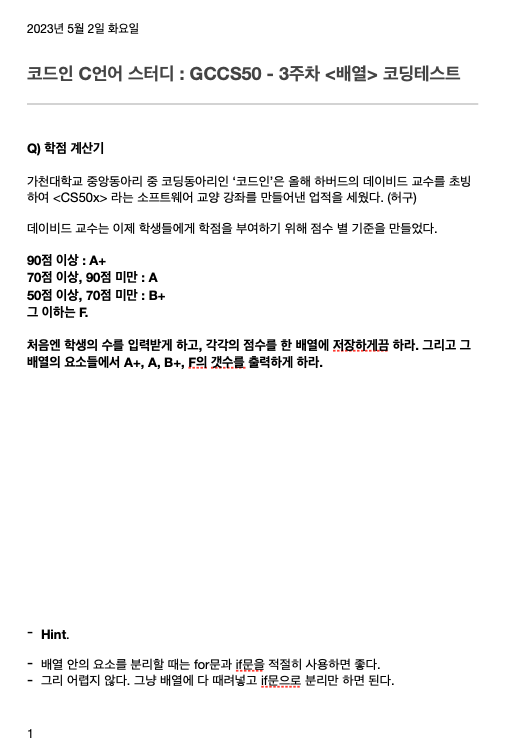 2023년 5월 2일 화요일
코드인 C언어 스터디 : GCCS50 - 3주차 <배열> 코딩테스트
Q) 학점 계산기
가천대학교 중앙동아리 중 코딩동아리인 ‘코드인’은 올해 하버드의 데이비드 교수를 초빙
하여 <CS50x> 라는 소프트웨어 교양 강좌를 만들어낸 업적을 세웠다. (허구)
데이비드 교수는 이제 학생들에게 학점을 부여하기 위해 점수 별 기준을 만들었다.
90점 이상 : A+
70점 이상, 90점 미만 : A
50점 이상, 70점 미만 : B+
그 이하는 F.
처음엔 학생의 수를 입력받게 하고, 각각의 점수를 한 배열에 저장하게끔 하라. 그리고 그
배열의 요소들에서 A+, A, B+, F의 갯수를 출력하게 하라.
- Hint.
- 배열 안의 요소를 분리할 때는 for문과 if문을 적절히 사용하면 좋다.
- 그리 어렵지 않다. 그냥 배열에 다 때려넣고 if문으로 분리만 하면 된다.
1